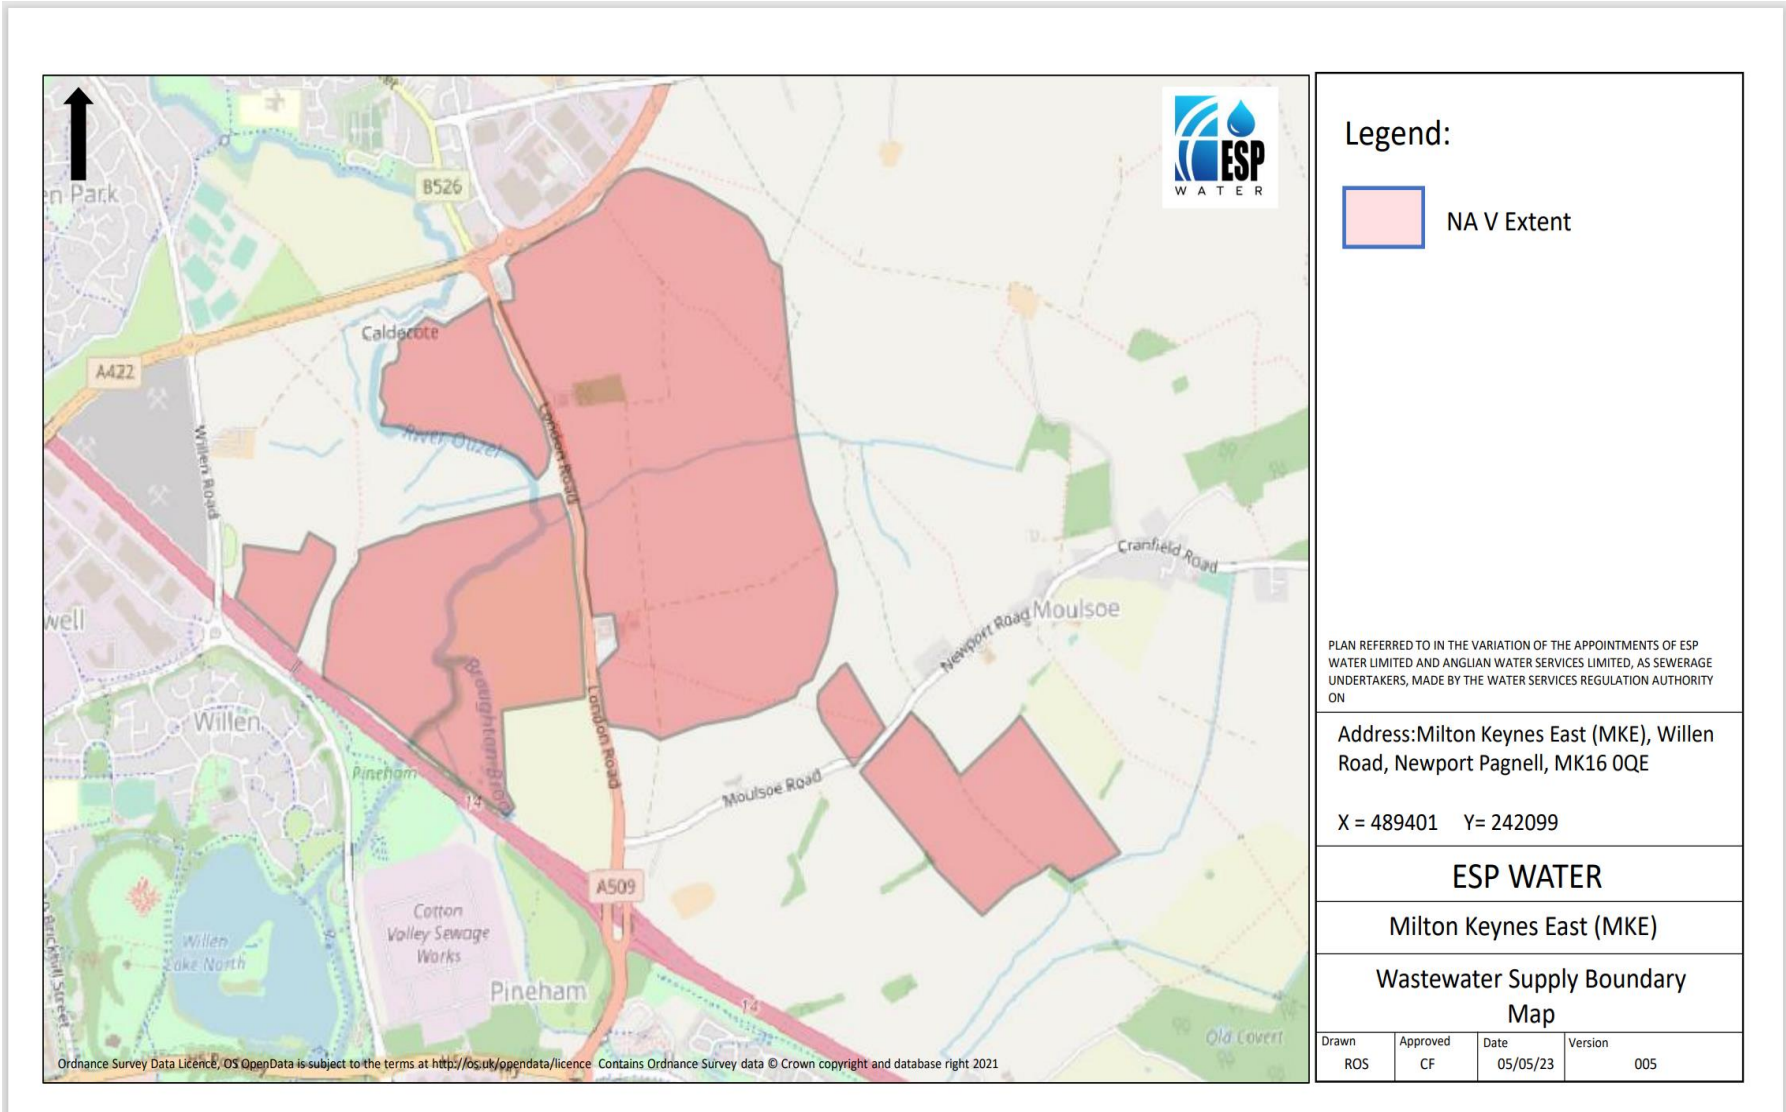 en Park
B526
Caldecote
A422
River Ouzel
London Road
Willen Road
Cranfield Road
Moulsoe
Newport Road
well
Willen
Broughton Bro
London Road
Pineham
14
Moulsoe Road
A509
Cotton
Valley Sewage
Works
Willen
Lake North
Brickhill Street
Pineham
14
Old Covert
Ordnance Survey Data Licence, OS OpenData is subject to the terms at http://os.uk/opendata/licence Contains Ordnance Survey data © Crown copyright and database right 2021
ESP
WATER
Legend:
NA V Extent
PLAN REFERRED TO IN THE VARIATION OF THE APPOINTMENTS OF ESP
WATER LIMITED AND ANGLIAN WATER SERVICES LIMITED, AS SEWERAGE
UNDERTAKERS, MADE BY THE WATER SERVICES REGULATION AUTHORITY
ON
Address:Milton Keynes East (MKE), Willen
Road, Newport Pagnell, MK16 0QE
X = 489401 Y= 242099
ESP WATER
Milton Keynes East (MKE)
Wastewater Supply Boundary
Map
Drawn Approved Date Version
ROS CF 05/05/23 005